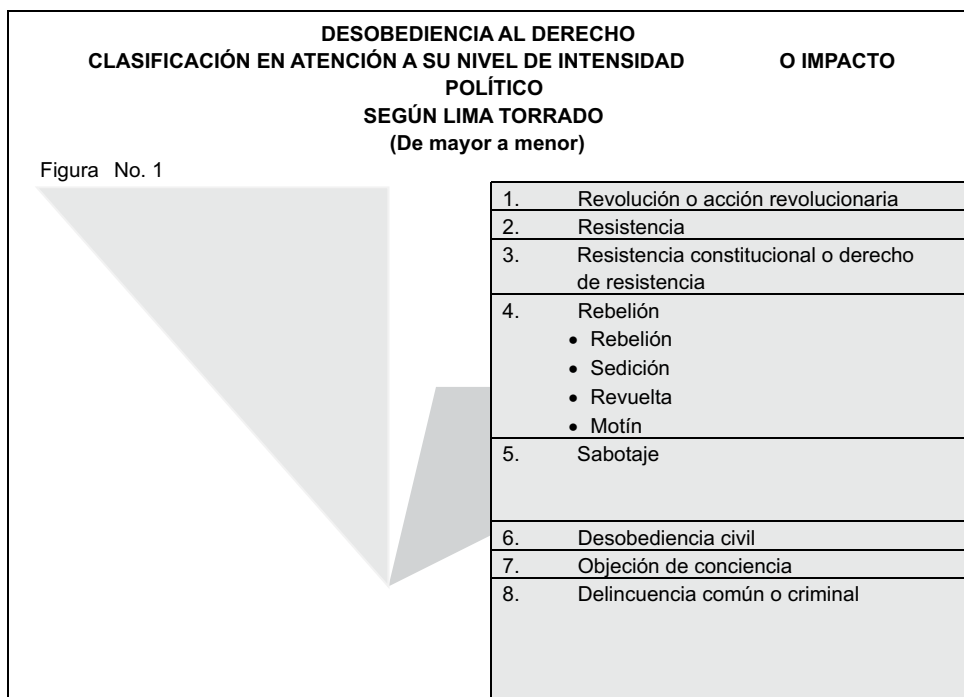 DESOBEDIENCIA AL DERECHO
CLASIFICACIÓN EN ATENCIÓN A SU NIVEL DE INTENSIDAD O IMPACTO
POLÍTICO
SEGÚN LIMA TORRADO
(De mayor a menor)
Figura No. 1
1. Revolución o acción revolucionaria
2. Resistencia
3. Resistencia constitucional o derecho
de resistencia
4. Rebelión
• Rebelión
• Sedición
• Revuelta
• Motín
5. Sabotaje
6. Desobediencia civil
7. Objeción de conciencia
8. Delincuencia común o criminal